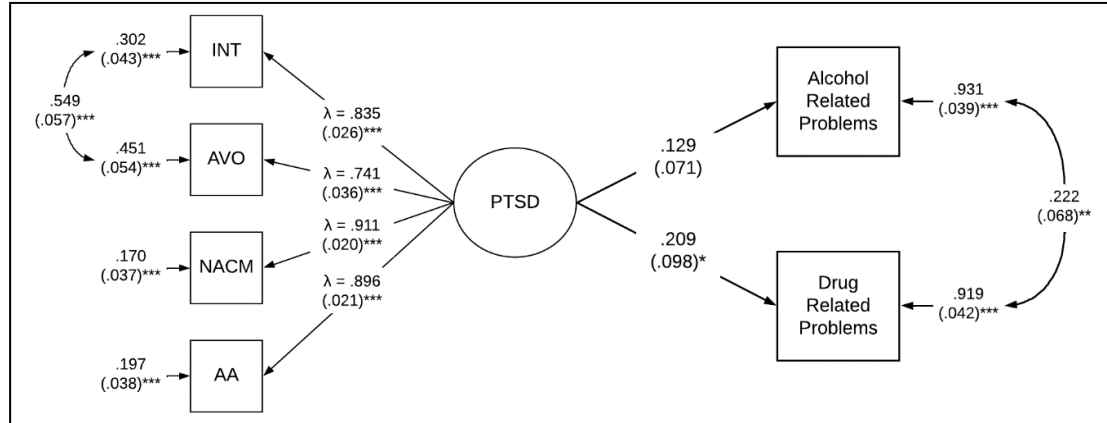 .302
(.043)***
INT
.549
(.057)***
.451
(.054)***
AVO
.170
(.037)***
NACM
.197
(.038)***
AA
λ = .835
(.026)***
λ = .741
(.036)***
λ = .911
(.020)***
λ = .896
(.021)***
PTSD
.129
(.071)
.209
(.098)*
Alcohol
Related
Problems
.931
(.039)***
.222
(.068)**
Drug
Related
Problems
.919
(.042)***